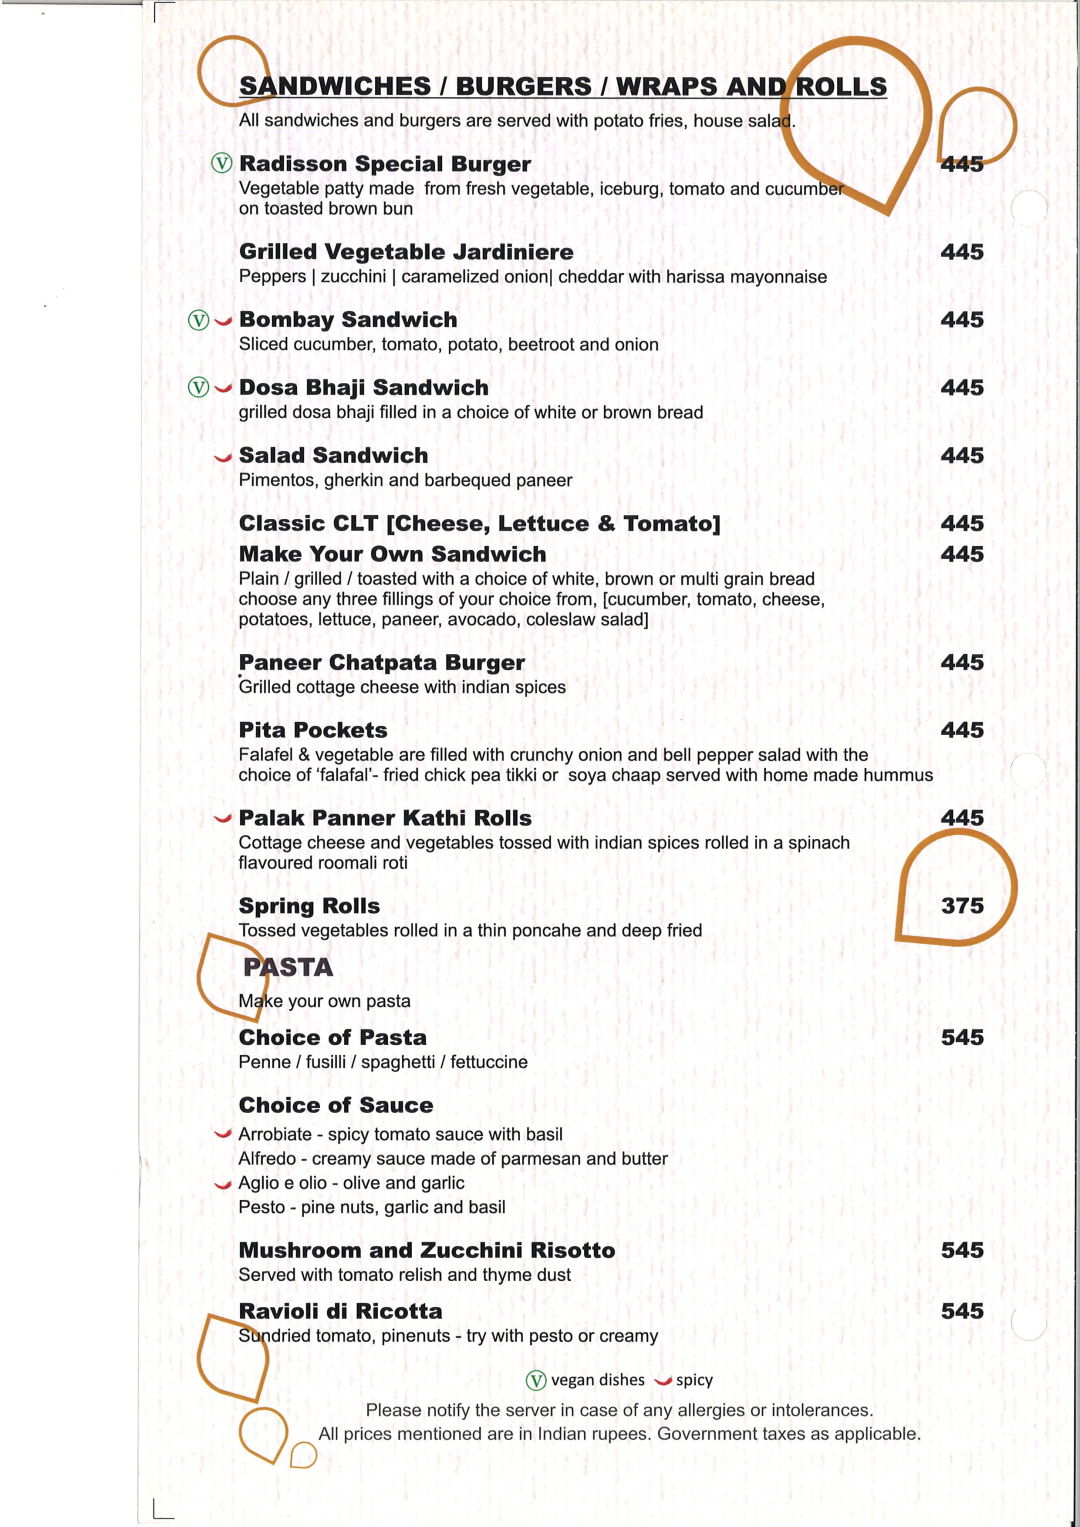 SANDWICHES / BURGERS / WRAPS AND ROLLS
All sandwiches and burgers are served with potato fries, house salad.
V Radisson Special Burger 445
Vegetable patty made from fresh vegetable, iceburg, tomato and cucumber
on toasted brown bun
Grilled Vegetable Jardiniere 445
Peppers | zucchini | caramelized onion| cheddar with harissa mayonnaise
V Bombay Sandwich 445
Sliced cucumber, tomato, potato, beetroot and onion
V Dosa Bhaji Sandwich 445
grilled dosa bhaji filled in a choice of white or brown bread
Salad Sandwich 445
Pimentos, gherkin and barbequed paneer
Classic CLT [Cheese, Lettuce & Tomato] 445
Make Your Own Sandwich 445
Plain / grilled / toasted with a choice of white, brown or multi grain bread
choose any three fillings of your choice from, [cucumber, tomato, cheese,
potatoes, lettuce, paneer, avocado, coleslaw salad]
Paneer Chatpata Burger 445
Grilled cottage cheese with indian spices
Pita Pockets 445
Falafel & vegetable are filled with crunchy onion and bell pepper salad with the
choice of ‘falafal’- fried chick pea tikki or soya chaap served with home made hummus
Palak Panner Kathi Rolls 445
Cottage cheese and vegetables tossed with indian spices rolled in a spinach
flavoured roomali roti
Spring Rolls 375
Tossed vegetables rolled in a thin poncahe and deep fried
PASTA
Make your own pasta
Choice of Pasta 545
Penne / fusilli / spaghetti / fettuccine
Choice of Sauce
Arrobiate - spicy tomato sauce with basil
Alfredo - creamy sauce made of parmesan and butter
Aglio e olio - olive and garlic
Pesto - pine nuts, garlic and basil
Mushroom and Zucchini Risotto 545
Served with tomato relish and thyme dust
Ravioli di Ricotta 545
Sundried tomato, pinenuts - try with pesto or creamy
V vegan dishes spicy
Please notify the server in case of any allergies or intolerances.
All prices mentioned are in Indian rupees. Government taxes as applicable.